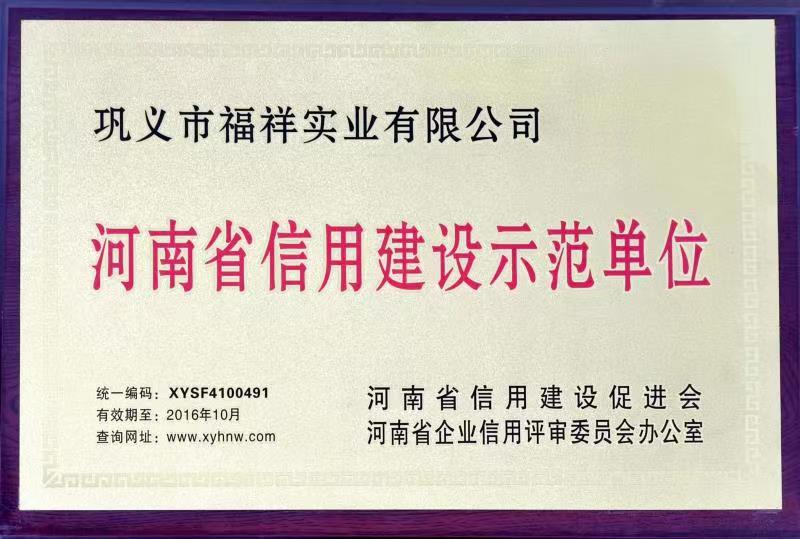 巩义市福祥实业有限公司
河南省信用建设示范单位
统一编码：XYSF4100491
有效期至：2016年10月
查询网址：www.xyhnw.com
河南省信用建设促进会
河南省企业信用评审委员会办公室